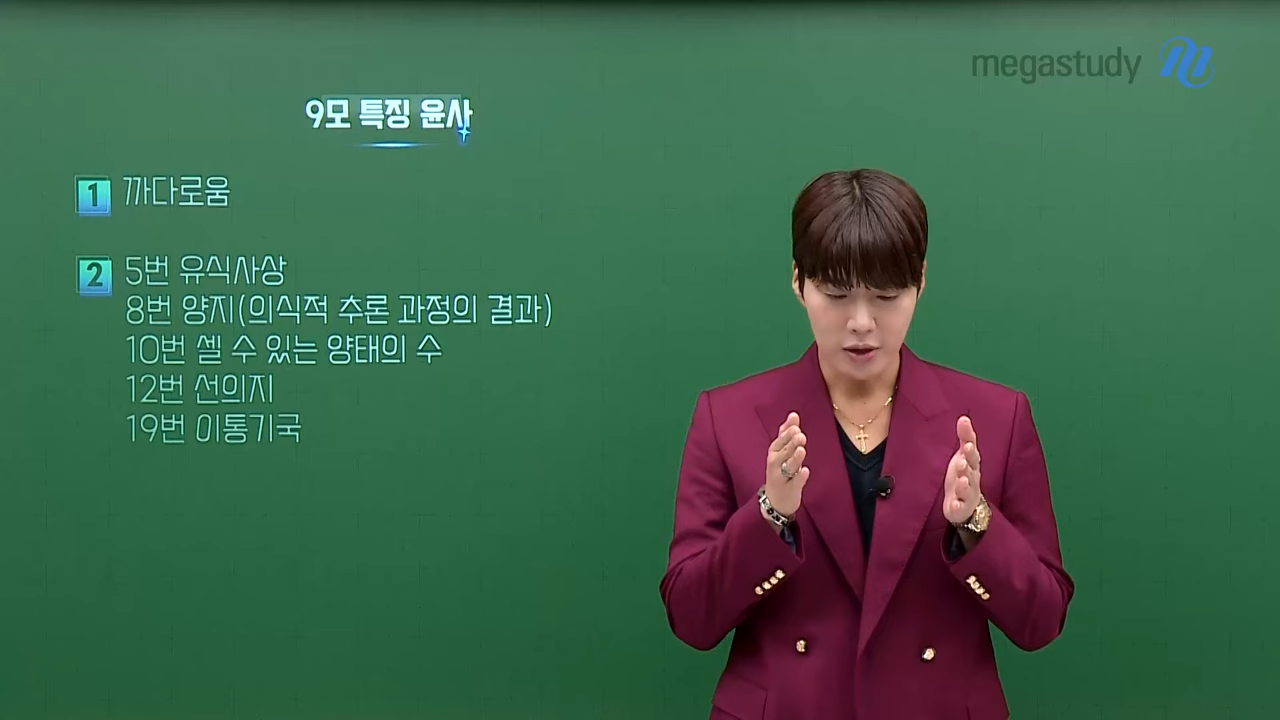 megastudy
9모 특징 윤사
1 까다로움
2 5번 유식사상
8번 양지(의식적 추론 과정의 결과)
10번 셀 수 있는 양태의 수
12번 선의지
19번 이통기국